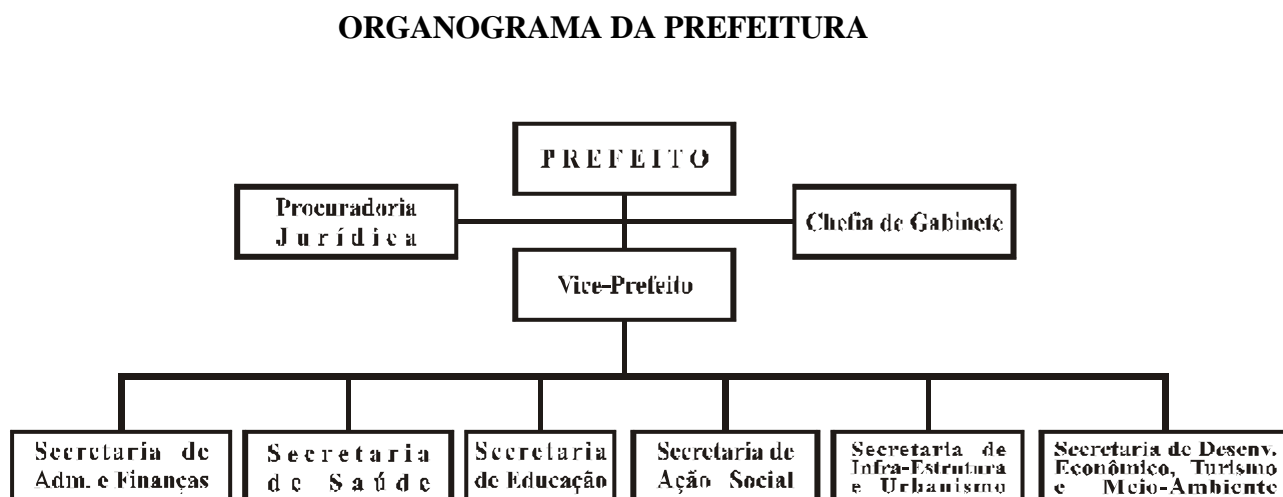 ORGANOGRAMA DA PREFEITURA
PREFEITO
Procuradoria
Jurídica
Chefia de Gabinete
Vice-Prefeito
Secretaria de
Adm. e Finanças
Secretaria
de Saúde
Secretaria
de Educação
Secretaria de
Ação Social
Secretaria de
Infra-Estrutura
e Urbanismo
Secretaria de Desenv.
Econômico, Turismo
e Meio-Ambiente